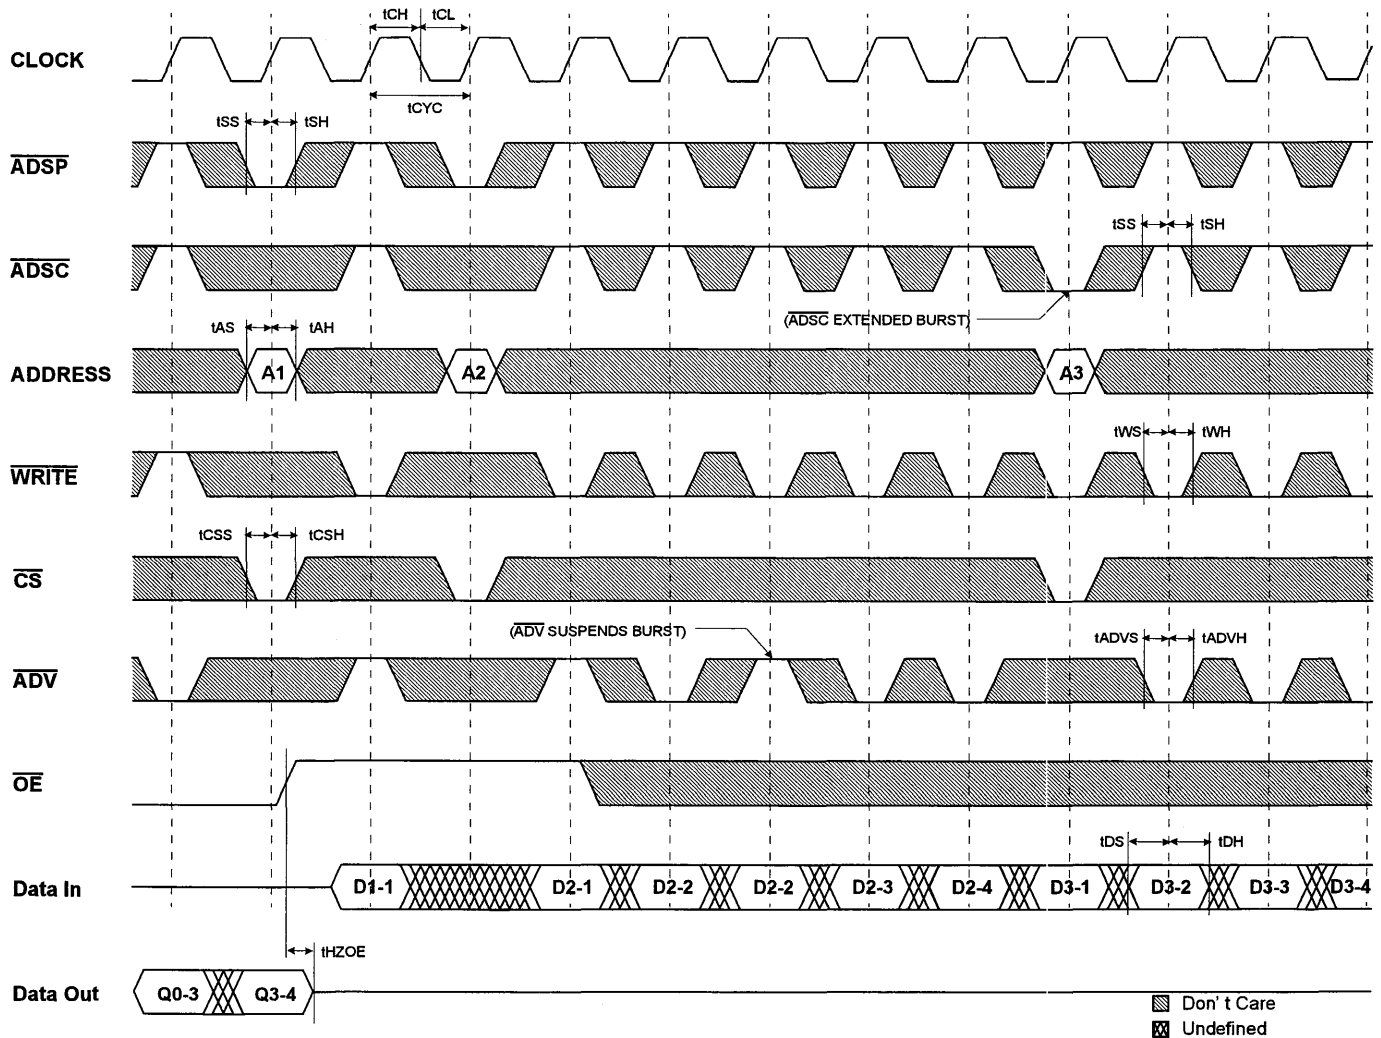 tCH tCL
CLOCK
tCYC
tSS tSH
ADSP
tSS tSH
ADSC
(ADSC EXTENDED BURST)
tAS tAH
ADDRESS A1 A2 A3
tWS tWH
WRITE
tCSS tCSH
CS
(ADV SUSPENDS BURST)
tADVS tADVH
ADV
OE
tDS tDH
Data In D1-1 D2-1 D2-2 D2-2 D2-3 D2-4 D3-1 D3-2 D3-3 D3-4
tHZOE
Data Out Q0-3 Q3-4
Don' t Care
Undefined